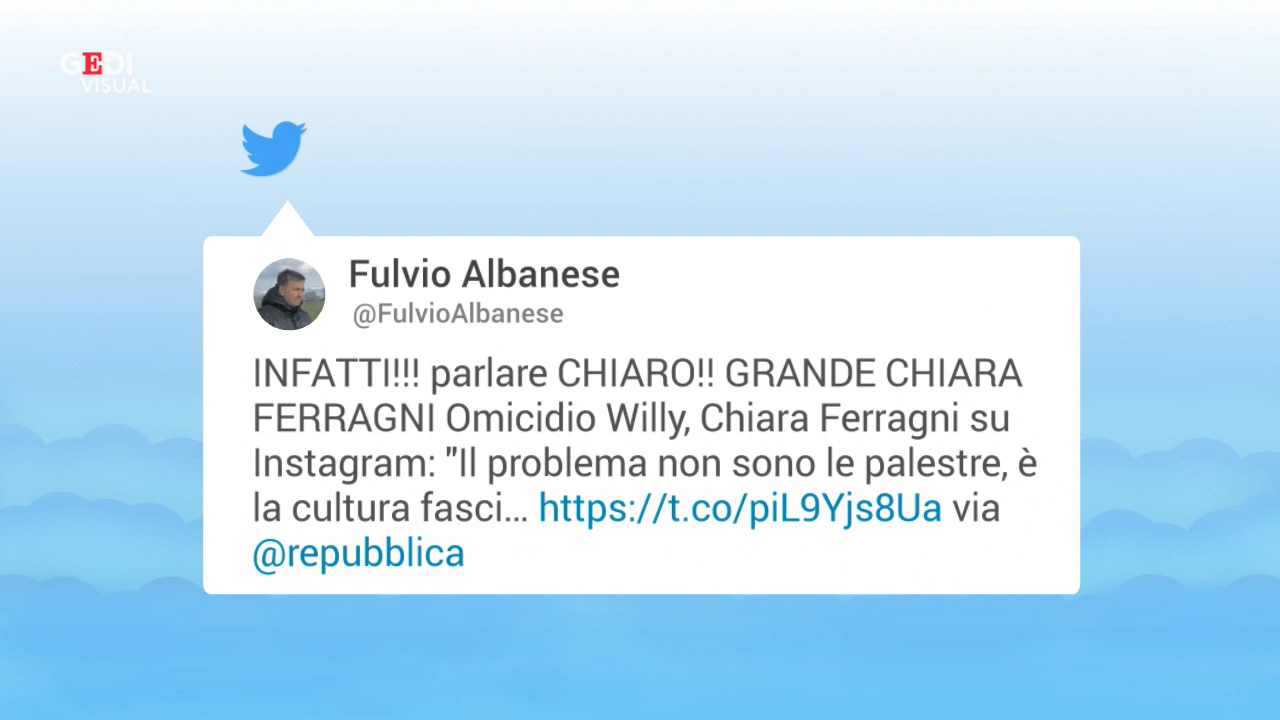 GEDI
VISUAL
Fulvio Albanese
@FulvioAlbanese
INFATTI!!! parlare CHIARO!! GRANDE CHIARA
FERRAGNI Omicidio Willy, Chiara Ferragni su
Instagram: "Il problema non sono le palestre, è
la cultura fasci... https://t.co/piL9Yjs8Ua via
@repubblica